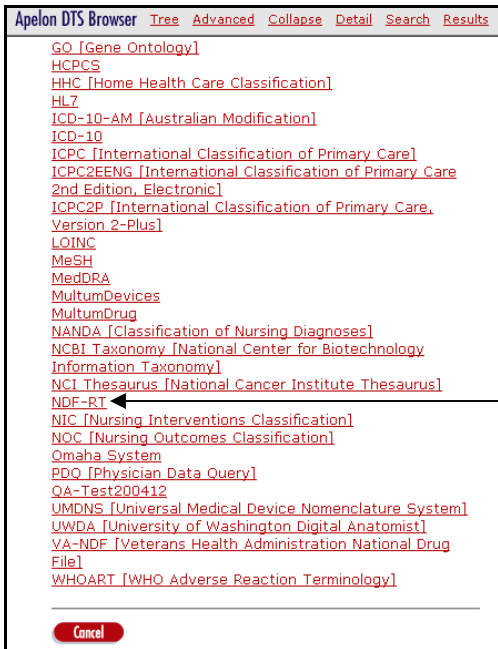 Apelon DTS Browser Tree Advanced Collapse Detail Search Results
GO [Gene Ontology]
HCPCS
HHC [Home Health Care Classification]
HL7
ICD-10-AM [Australian Modification]
ICD-10
ICPC [International Classification of Primary Care]
ICPC2EENG [International Classification of Primary Care
2nd Edition, Electronic]
ICPC2P [International Classification of Primary Care,
Version 2-Plus]
LOINC
MeSH
MedDRA
MultumDevices
MultumDrug
NANDA [Classification of Nursing Diagnoses]
NCBI Taxonomy [National Center for Biotechnology
Information Taxonomy]
NCI Thesaurus [National Cancer Institute Thesaurus]
NDF-RT
NIC [Nursing Interventions Classification]
NOC [Nursing Outcomes Classification]
Omaha System
PDQ [Physician Data Query]
QA-Test200412
UMDNS [Universal Medical Device Nomenclature System]
UWDA [University of Washington Digital Anatomist]
VA-NDF [Veterans Health Administration National Drug
File]
WHOART [WHO Adverse Reaction Terminology]
Cancel